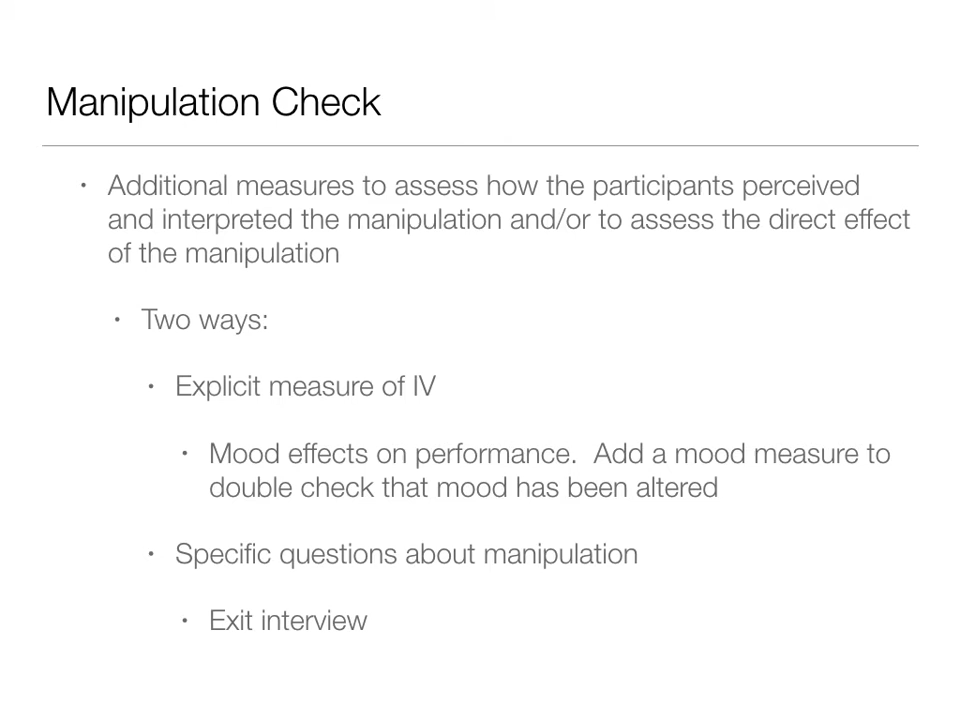 Manipulation Check
• Additional measures to assess how the participants perceived
and interpreted the manipulation and/or to assess the direct effect
of the manipulation
• Two ways:
• Explicit measure of IV
• Mood effects on performance.  Add a mood measure to
double check that mood has been altered
• Specific questions about manipulation
• Exit interview